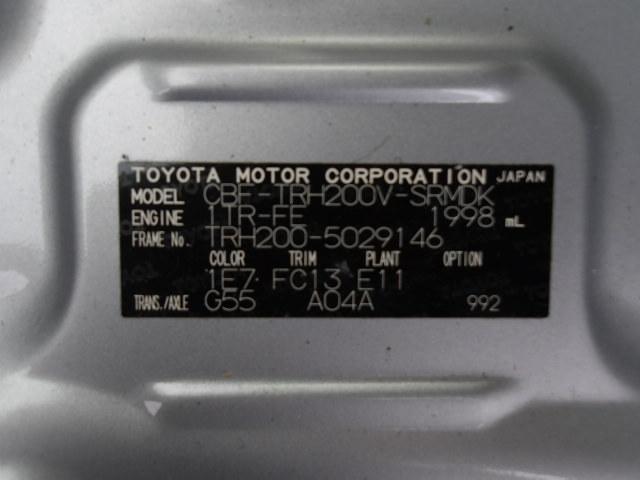 TOYOTA MOTOR CORPORATION JAPAN
MODEL CBF-TRH200V-SRMDK
ENGINE 1TR-FE 1998 mL
FRAME No. TRH200-5029146
COLOR TRIM PLANT OPTION
1E7 FC13 E11
TRANS./AXLE G55 A04A 992